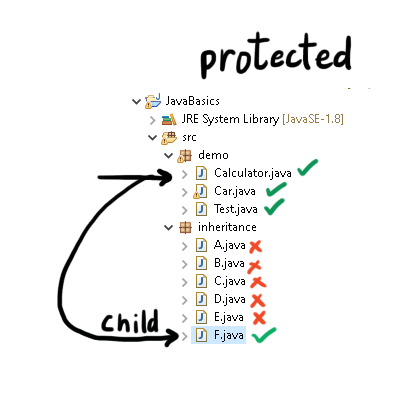 protected
JavaBasics
JRE System Library [JavaSE-1.8]
src
demo
Calculator.java
Car.java
Test.java
inheritance
A.java
B.java
C.java
D.java
E.java
child
F.java